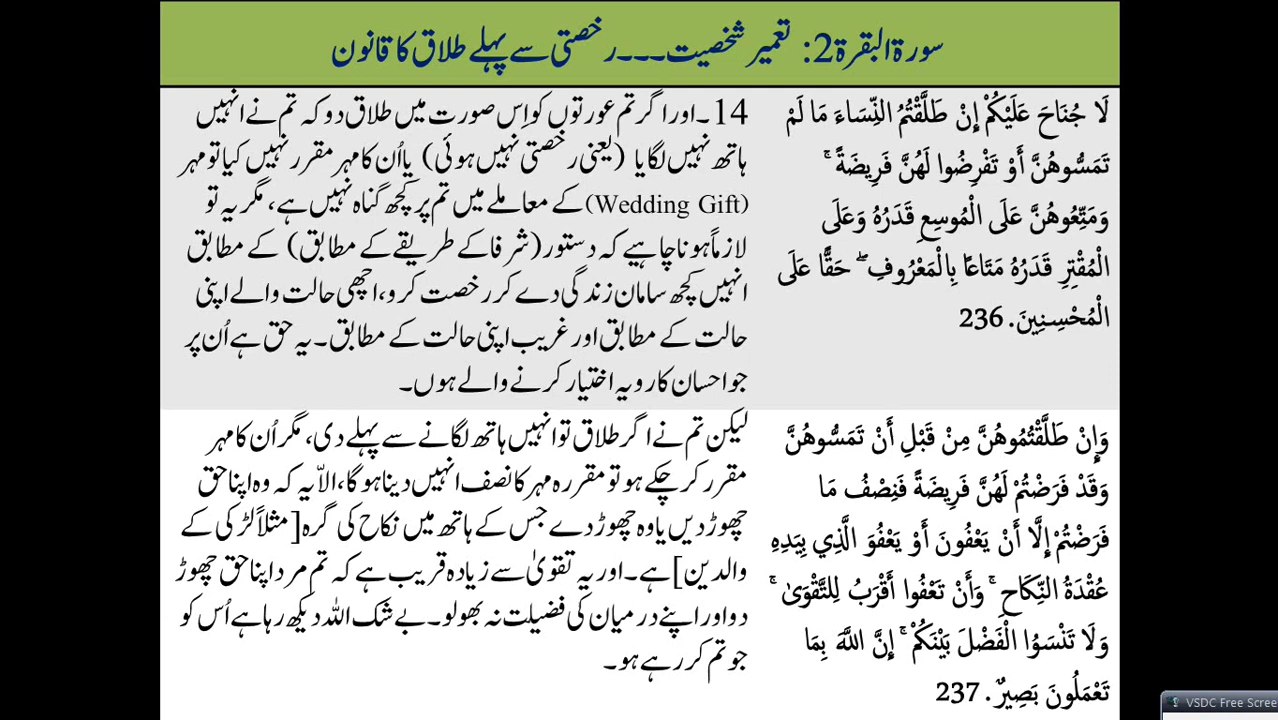 سورۃ البقرۃ 2: تعمیر شخصیت۔۔۔رخصتی سے پہلے طلاق کا قانون
لَا جُنَاحَ عَلَيْكُمْ إِنْ طَلَّقْتُمُ النِّسَاءَ مَا لَمْ
تَمَسُّوهُنَّ أَوْ تَفْرِضُوا لَهُنَّ فَرِيضَةً ۚ
وَمَتِّعُوهُنَّ عَلَى الْمُوسِعِ قَدَرُهُ وَعَلَى
الْمُقْتِرِ قَدَرُهُ مَتَاعًا بِالْمَعْرُوفِ ۖ حَقًّا عَلَى
الْمُحْسِنِينَ. 236
14۔اور اگر تم عورتوں کو اِس صورت میں طلاق دو کہ تم نے انہیں
ہاتھ نہیں لگایا (یعنی رخصتی نہیں ہوئی) یا اُن کا مہر مقرر نہیں کیا تو مہر
(Wedding Gift) کے معاملے میں تم پر کچھ گناہ نہیں ہے، مگر یہ تو
لازماً ہونا چاہیے کہ دستور (شرفا کے طریقے کے مطابق) کے مطابق
انہیں کچھ سامان زندگی دے کر رخصت کرو، اچھی حالت والے اپنی
حالت کے مطابق اور غریب اپنی حالت کے مطابق۔ یہ حق ہے اُن پر
جو احسان کا رویہ اختیار کرنے والے ہوں۔
وَإِنْ طَلَّقْتُمُوهُنَّ مِنْ قَبْلِ أَنْ تَمَسُّوهُنَّ
وَقَدْ فَرَضْتُمْ لَهُنَّ فَرِيضَةً فَنِصْفُ مَا
فَرَضْتُمْ إِلَّا أَنْ يَعْفُونَ أَوْ يَعْفُوَ الَّذِي بِيَدِهِ
عُقْدَةُ النِّكَاحِ ۚ وَأَنْ تَعْفُوا أَقْرَبُ لِلتَّقْوَىٰ ۚ
وَلَا تَنْسَوُا الْفَضْلَ بَيْنَكُمْ ۚ إِنَّ اللَّهَ بِمَا
تَعْمَلُونَ بَصِيرٌ. 237
لیکن تم نے اگر طلاق تو انہیں ہاتھ لگانے سے پہلے دی، مگر اُن کا مہر
مقرر کر چکے ہو تو مقررہ مہر کا نصف انہیں دینا ہو گا، الاّ یہ کہ وہ اپنا حق
چھوڑ دیں یا وہ چھوڑ دے جس کے ہاتھ میں نکاح کی گرہ [مثلاً لڑکی کے
والدین] ہے۔ اور یہ تقویٰ سے زیادہ قریب ہے کہ تم مرد اپنا حق چھوڑ
دو اور اپنے درمیان کی فضیلت نہ بھولو۔ بے شک اللہ دیکھ رہا ہے اُس کو
جو تم کر رہے ہو۔
VSDC Free Scree